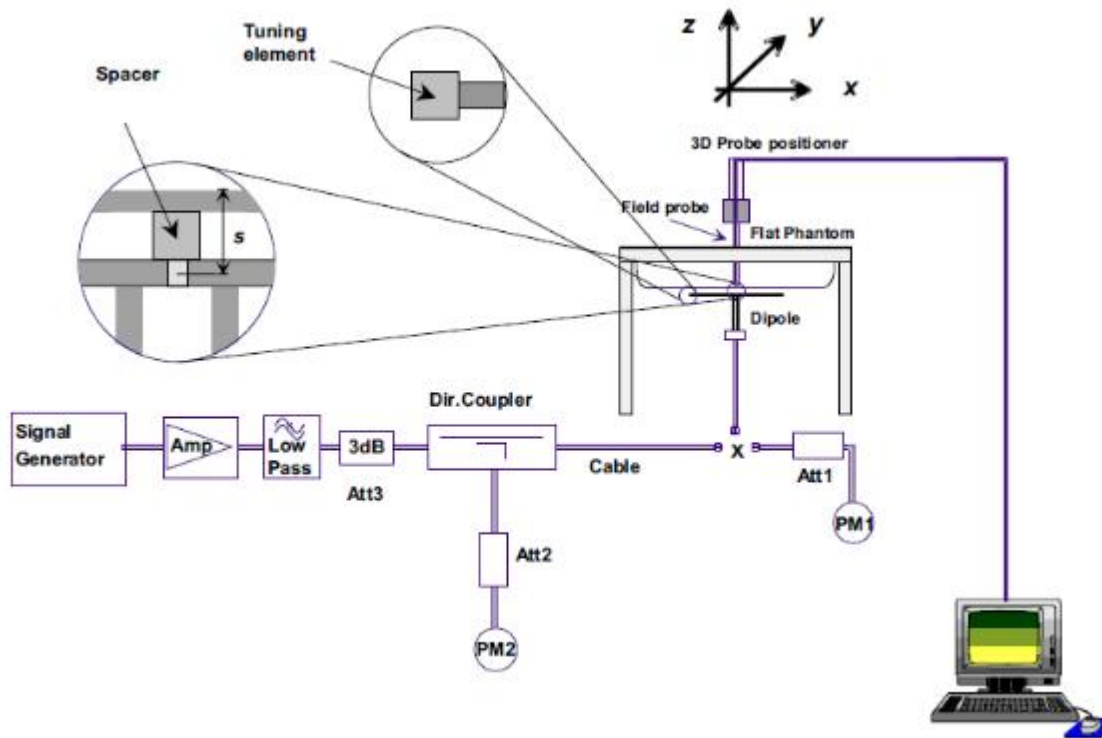 Tuning
element
Spacer
s
z
y
x
3D Probe positioner
Field probe
Flat Phantom
Dipole
Dir.Coupler
Signal
Generator
Amp
Low
Pass
3dB
Att3
Cable
X
Att1
PM1
Att2
PM2